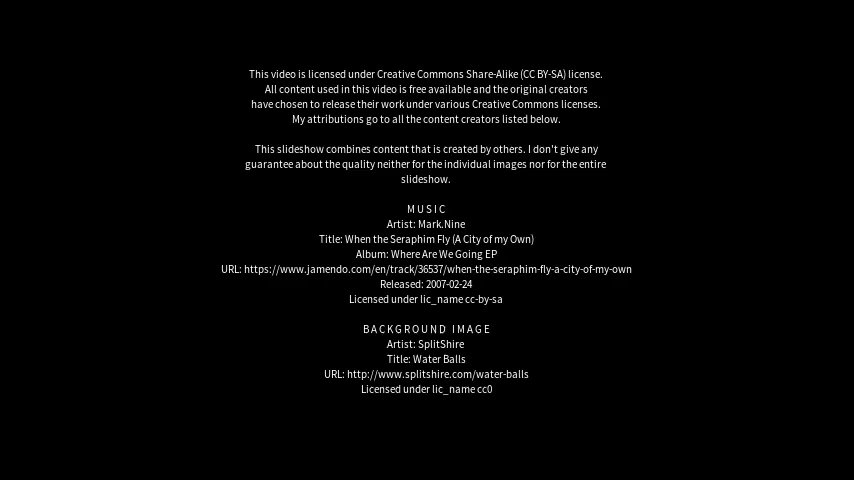 This video is licensed under Creative Commons Share-Alike (CC BY-SA) license.
All content used in this video is free available and the original creators
have chosen to release their work under various Creative Commons licenses.
My attributions go to all the content creators listed below.
This slideshow combines content that is created by others. I don't give any
guarantee about the quality neither for the individual images nor for the entire
slideshow.
MUSIC
Artist: Mark.Nine
Title: When the Seraphim Fly (A City of my Own)
Album: Where Are We Going EP
URL: https://www.jamendo.com/en/track/36537/when-the-seraphim-fly-a-city-of-my-own
Released: 2007-02-24
Licensed under lic_name cc-by-sa
BACKGROUND IMAGE
Artist: SplitShire
Title: Water Balls
URL: http://www.splitshire.com/water-balls
Licensed under lic_name cc0